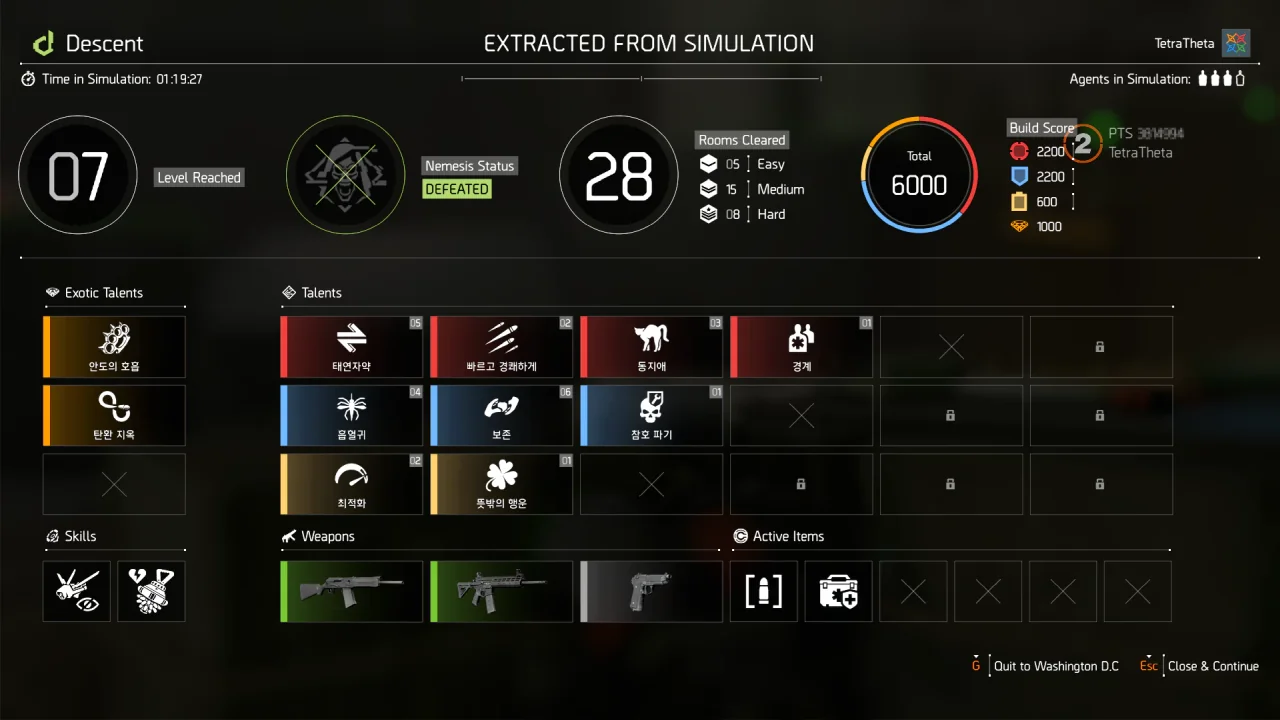 Descent
EXTRACTED FROM SIMULATION
TetraTheta
Time in Simulation: 01:19:27
Agents in Simulation:
07
Level Reached
Nemesis Status
DEFEATED
28
Rooms Cleared
05 Easy
15 Medium
08 Hard
Total
6000
Build Score
2200
2200
600
1000
2
PTS
TetraTheta
Exotic Talents
안도의 호흡
탄환 지옥
Talents
05 02 03 01
태연자약 빠르고 경쾌하게 동지애 경계
04 06 01
흡혈귀 보존 참호 파기
02 01
최적화 뜻밖의 행운
Skills
Weapons
Active Items
G Quit to Washington D.C
Esc Close & Continue